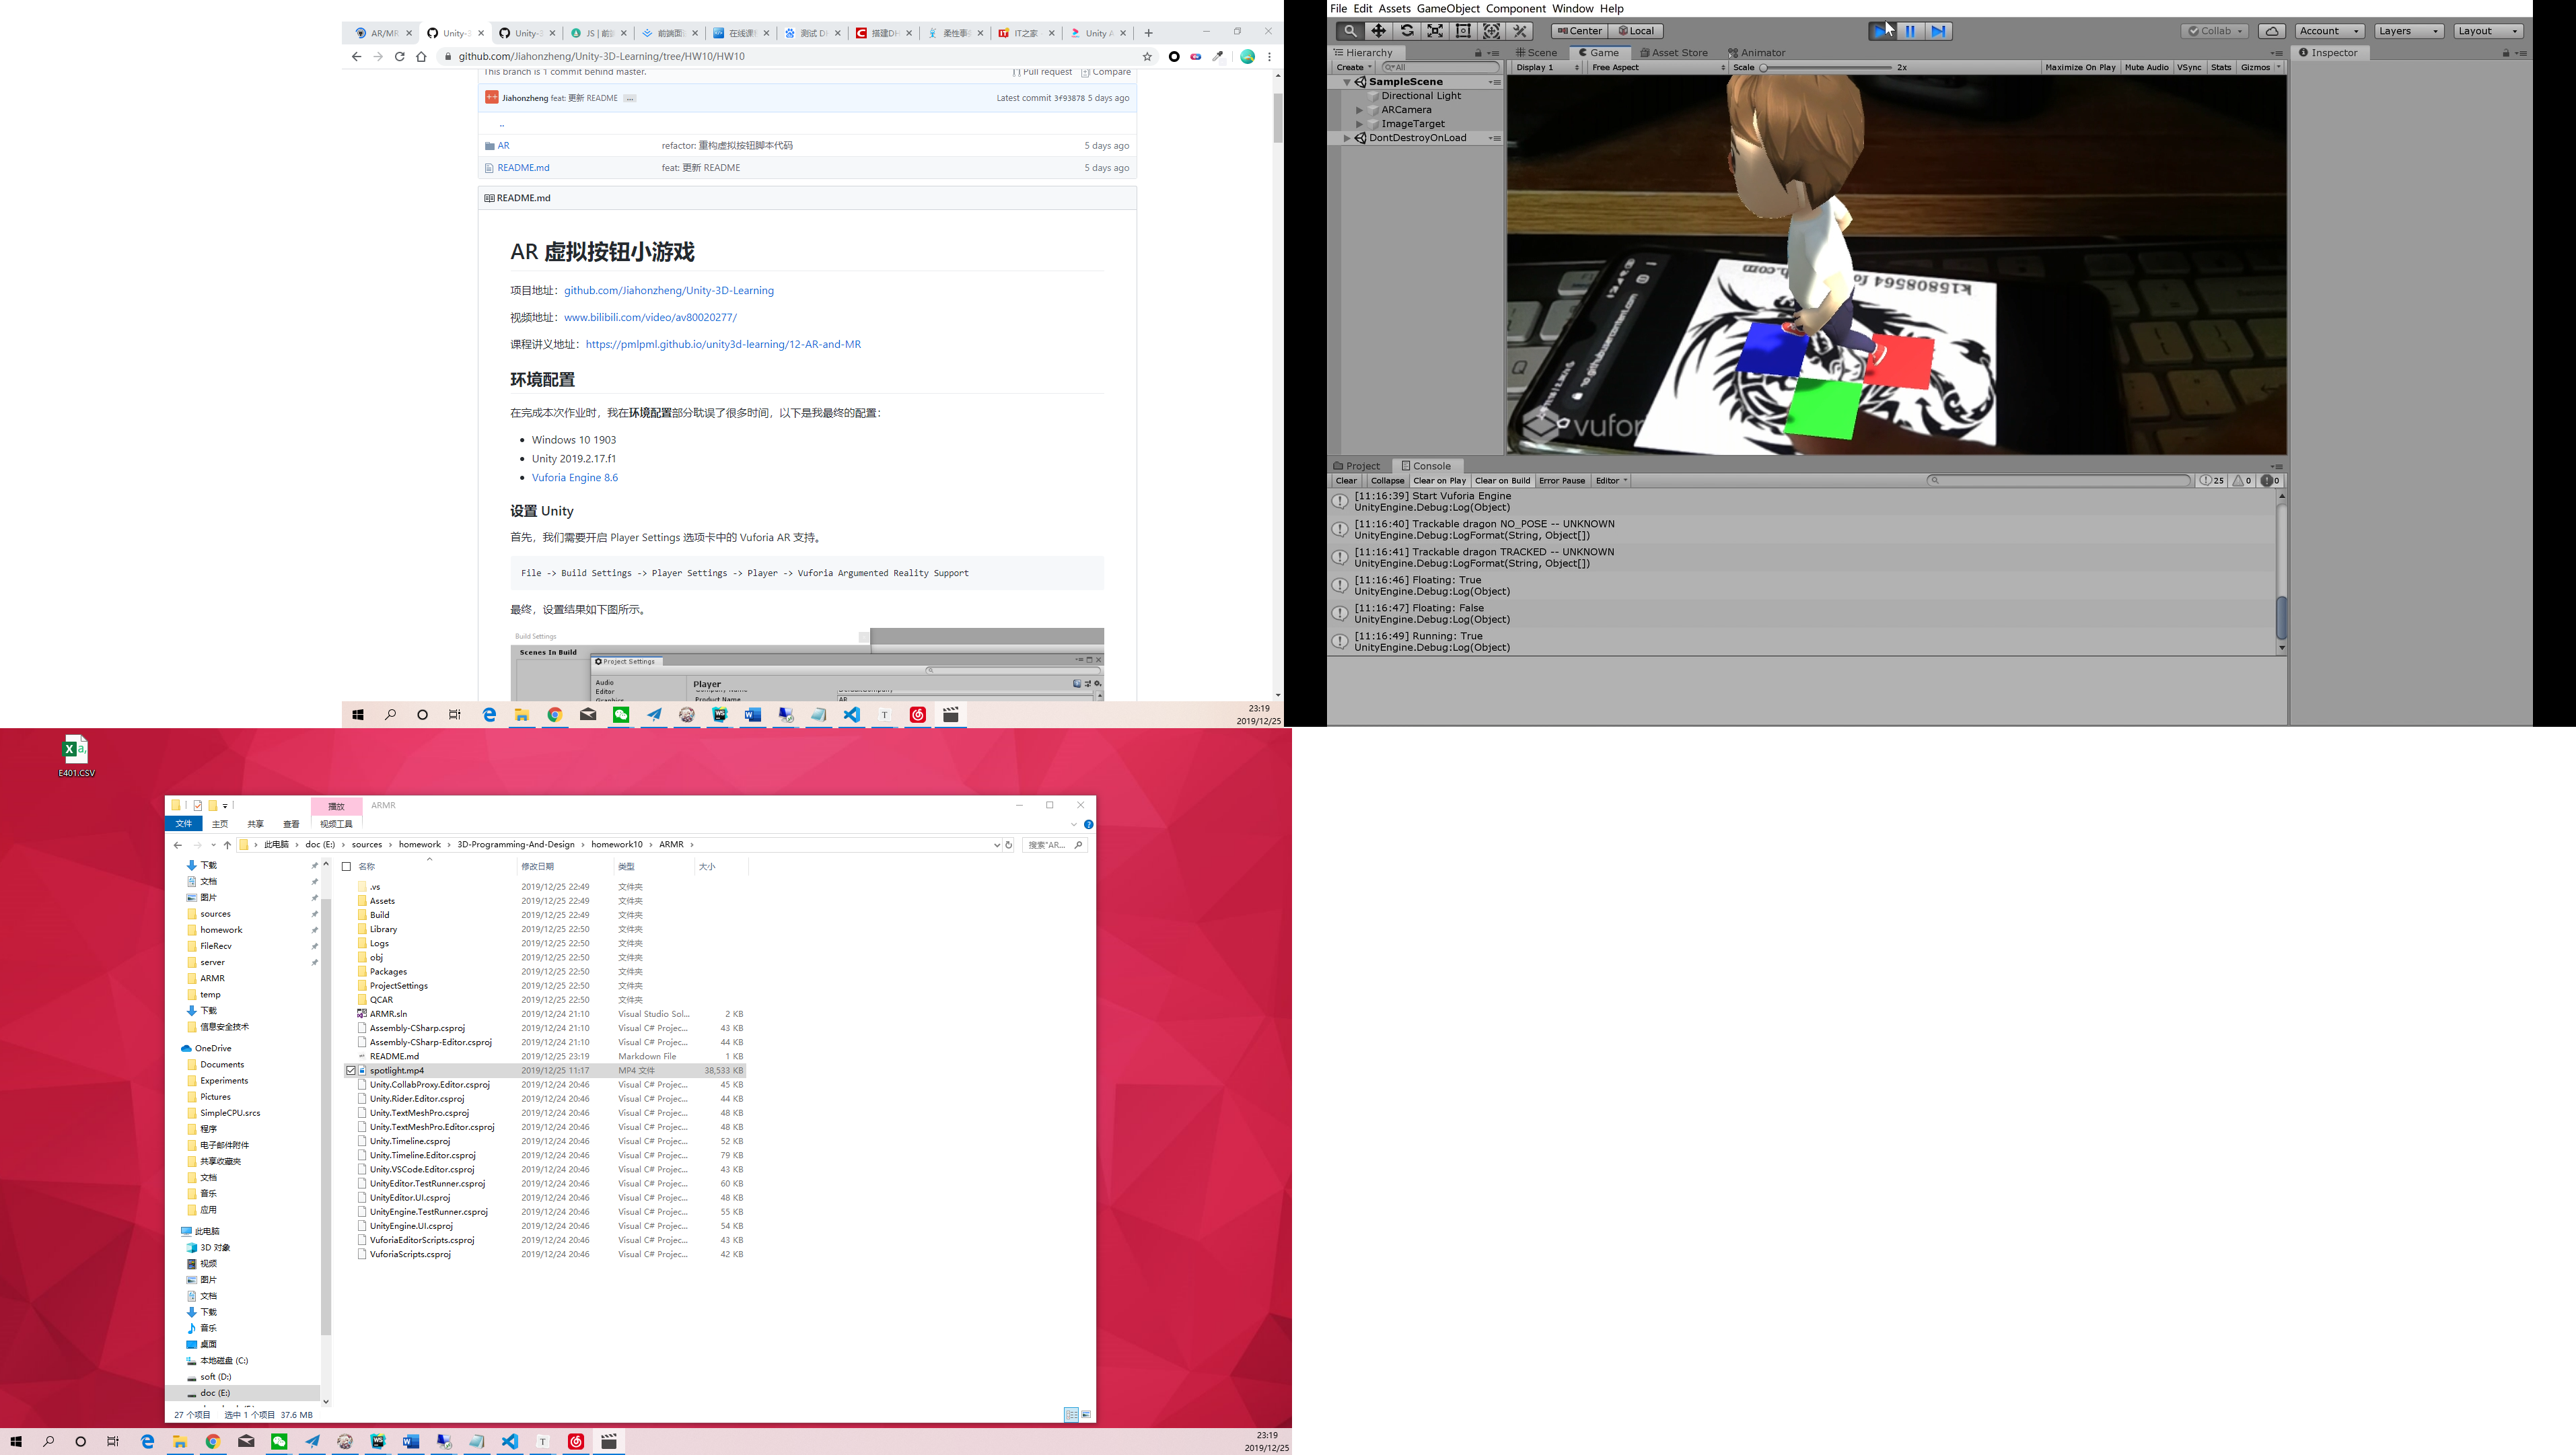 AR/MR
Unity-3
Unity-
JS | 前端
前端面
在线课
测试 DH
搭建DH
柔性事
IT之家
Unity A
github.com/Jiahonzheng/Unity-3D-Learning/tree/HW10/HW10
This branch is 1 commit behind master.
Pull request
Compare
Jiahonzheng feat: 更新 README ...
Latest commit 3f93878 5 days ago
..
AR
refactor: 重构虚拟按钮脚本代码
5 days ago
README.md
feat: 更新 README
5 days ago
README.md
AR 虚拟按钮小游戏
项目地址：github.com/Jiahonzheng/Unity-3D-Learning
视频地址：www.bilibili.com/video/av80020277/
课程讲义地址：https://pmlpml.github.io/unity3d-learning/12-AR-and-MR
环境配置
在完成本次作业时，我在环境配置部分耽误了很多时间，以下是我最终的配置：
Windows 10 1903
Unity 2019.2.17.f1
Vuforia Engine 8.6
设置 Unity
首先，我们需要开启 Player Settings 选项卡中的 Vuforia AR 支持。
File -> Build Settings -> Player Settings -> Player -> Vuforia Argumented Reality Support
最终，设置结果如下图所示。
Build Settings
Scenes In Build
Project Settings
Audio
Editor
Player
Product Name
AR
23:19
2019/12/25
File Edit Assets GameObject Component Window Help
Center
Local
Collab
Account
Layers
Layout
Hierarchy
Create
All
SampleScene
Directional Light
ARCamera
ImageTarget
DontDestroyOnLoad
Scene
Game
Asset Store
Animator
Display 1
Free Aspect
Scale
2x
Maximize On Play
Mute Audio
VSync
Stats
Gizmos
Inspector
k15808564
vufor
Project
Console
Clear
Collapse
Clear on Play
Clear on Build
Error Pause
Editor
25
0
0
[11:16:39] Start Vuforia Engine
UnityEngine.Debug:Log(Object)
[11:16:40] Trackable dragon NO_POSE -- UNKNOWN
UnityEngine.Debug:LogFormat(String, Object[])
[11:16:41] Trackable dragon TRACKED -- UNKNOWN
UnityEngine.Debug:LogFormat(String, Object[])
[11:16:46] Floating: True
UnityEngine.Debug:Log(Object)
[11:16:47] Floating: False
UnityEngine.Debug:Log(Object)
[11:16:49] Running: True
UnityEngine.Debug:Log(Object)
E401.CSV
播放
ARMR
文件
主页
共享
查看
视频工具
此电脑 › doc (E:) › sources › homework › 3D-Programming-And-Design › homework10 › ARMR ›
搜索"AR...
下载
文档
图片
sources
homework
FileRecv
server
ARMR
temp
下载
信息安全技术
OneDrive
Documents
Experiments
Pictures
SimpleCPU.srcs
程序
电子邮件附件
共享收藏夹
文档
音乐
应用
此电脑
3D 对象
视频
图片
文档
下载
音乐
桌面
本地磁盘 (C:)
soft (D:)
doc (E:)
名称 修改日期 类型 大小
.vs 2019/12/25 22:49 文件夹
Assets 2019/12/25 22:49 文件夹
Build 2019/12/25 22:49 文件夹
Library 2019/12/25 22:50 文件夹
Logs 2019/12/25 22:50 文件夹
obj 2019/12/25 22:50 文件夹
Packages 2019/12/25 22:50 文件夹
ProjectSettings 2019/12/25 22:50 文件夹
QCAR 2019/12/25 22:50 文件夹
ARMR.sln 2019/12/24 21:10 Visual Studio Sol... 2 KB
Assembly-CSharp.csproj 2019/12/24 21:10 Visual C# Projec... 43 KB
Assembly-CSharp-Editor.csproj 2019/12/24 21:10 Visual C# Projec... 44 KB
README.md 2019/12/25 23:19 Markdown File 1 KB
spotlight.mp4 2019/12/25 11:17 MP4 文件 38,533 KB
Unity.CollabProxy.Editor.csproj 2019/12/24 20:46 Visual C# Projec... 45 KB
Unity.Rider.Editor.csproj 2019/12/24 20:46 Visual C# Projec... 44 KB
Unity.TextMeshPro.csproj 2019/12/24 20:46 Visual C# Projec... 48 KB
Unity.TextMeshPro.Editor.csproj 2019/12/24 20:46 Visual C# Projec... 48 KB
Unity.Timeline.csproj 2019/12/24 20:46 Visual C# Projec... 52 KB
Unity.Timeline.Editor.csproj 2019/12/24 20:46 Visual C# Projec... 79 KB
Unity.VSCode.Editor.csproj 2019/12/24 20:46 Visual C# Projec... 43 KB
UnityEditor.TestRunner.csproj 2019/12/24 20:46 Visual C# Projec... 60 KB
UnityEditor.UI.csproj 2019/12/24 20:46 Visual C# Projec... 48 KB
UnityEngine.TestRunner.csproj 2019/12/24 20:46 Visual C# Projec... 55 KB
UnityEngine.UI.csproj 2019/12/24 20:46 Visual C# Projec... 54 KB
VuforiaEditorScripts.csproj 2019/12/24 20:46 Visual C# Projec... 43 KB
VuforiaScripts.csproj 2019/12/24 20:46 Visual C# Projec... 42 KB
27 个项目 选中 1 个项目 37.6 MB
23:19
2019/12/25